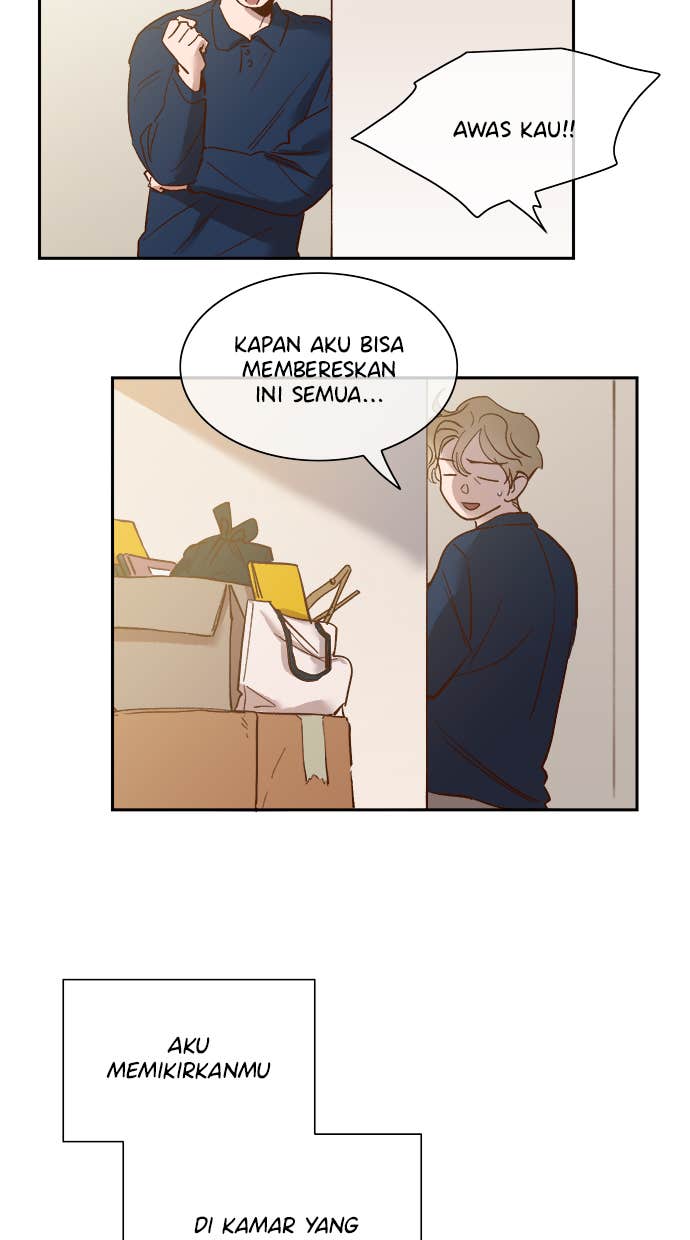 AWAS KAU!!
KAPAN AKU BISA
MEMBERESKAN
INI SEMUA...
AKU
MEMIKIRKANMU
DI KAMAR YANG